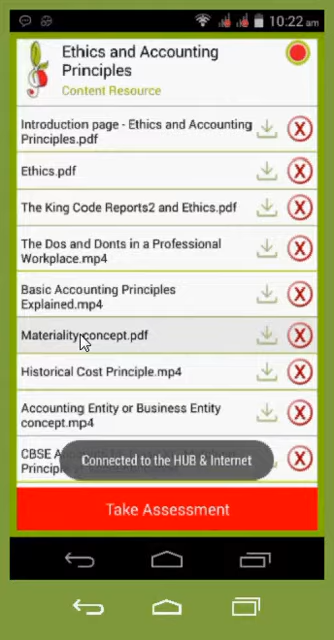 10:22 am
Ethics and Accounting
Principles
Content Resource
Introduction page - Ethics and Accounting
Principles.pdf
Ethics.pdf
The King Code Reports2 and Ethics.pdf
The Dos and Donts in a Professional
Workplace.mp4
Basic Accounting Principles
Explained.mp4
Materiality concept.pdf
Historical Cost Principle.mp4
Accounting Entity or Business Entity
concept.mp4
CBSE
Connected to the HUB & Internet
Take Assessment